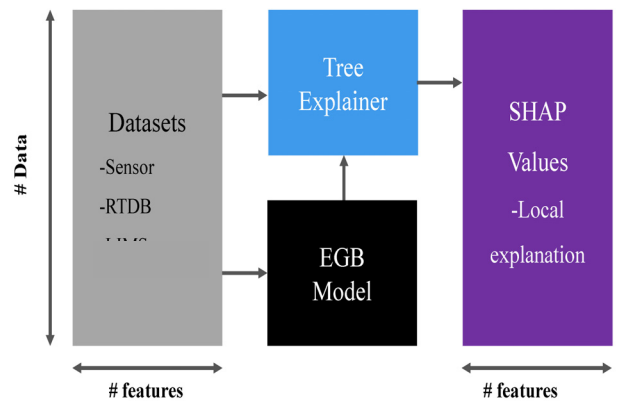 # Data
Datasets
-Sensor
-RTDB
Tree
Explainer
EGB
Model
SHAP
Values
-Local
explanation
# features
# features